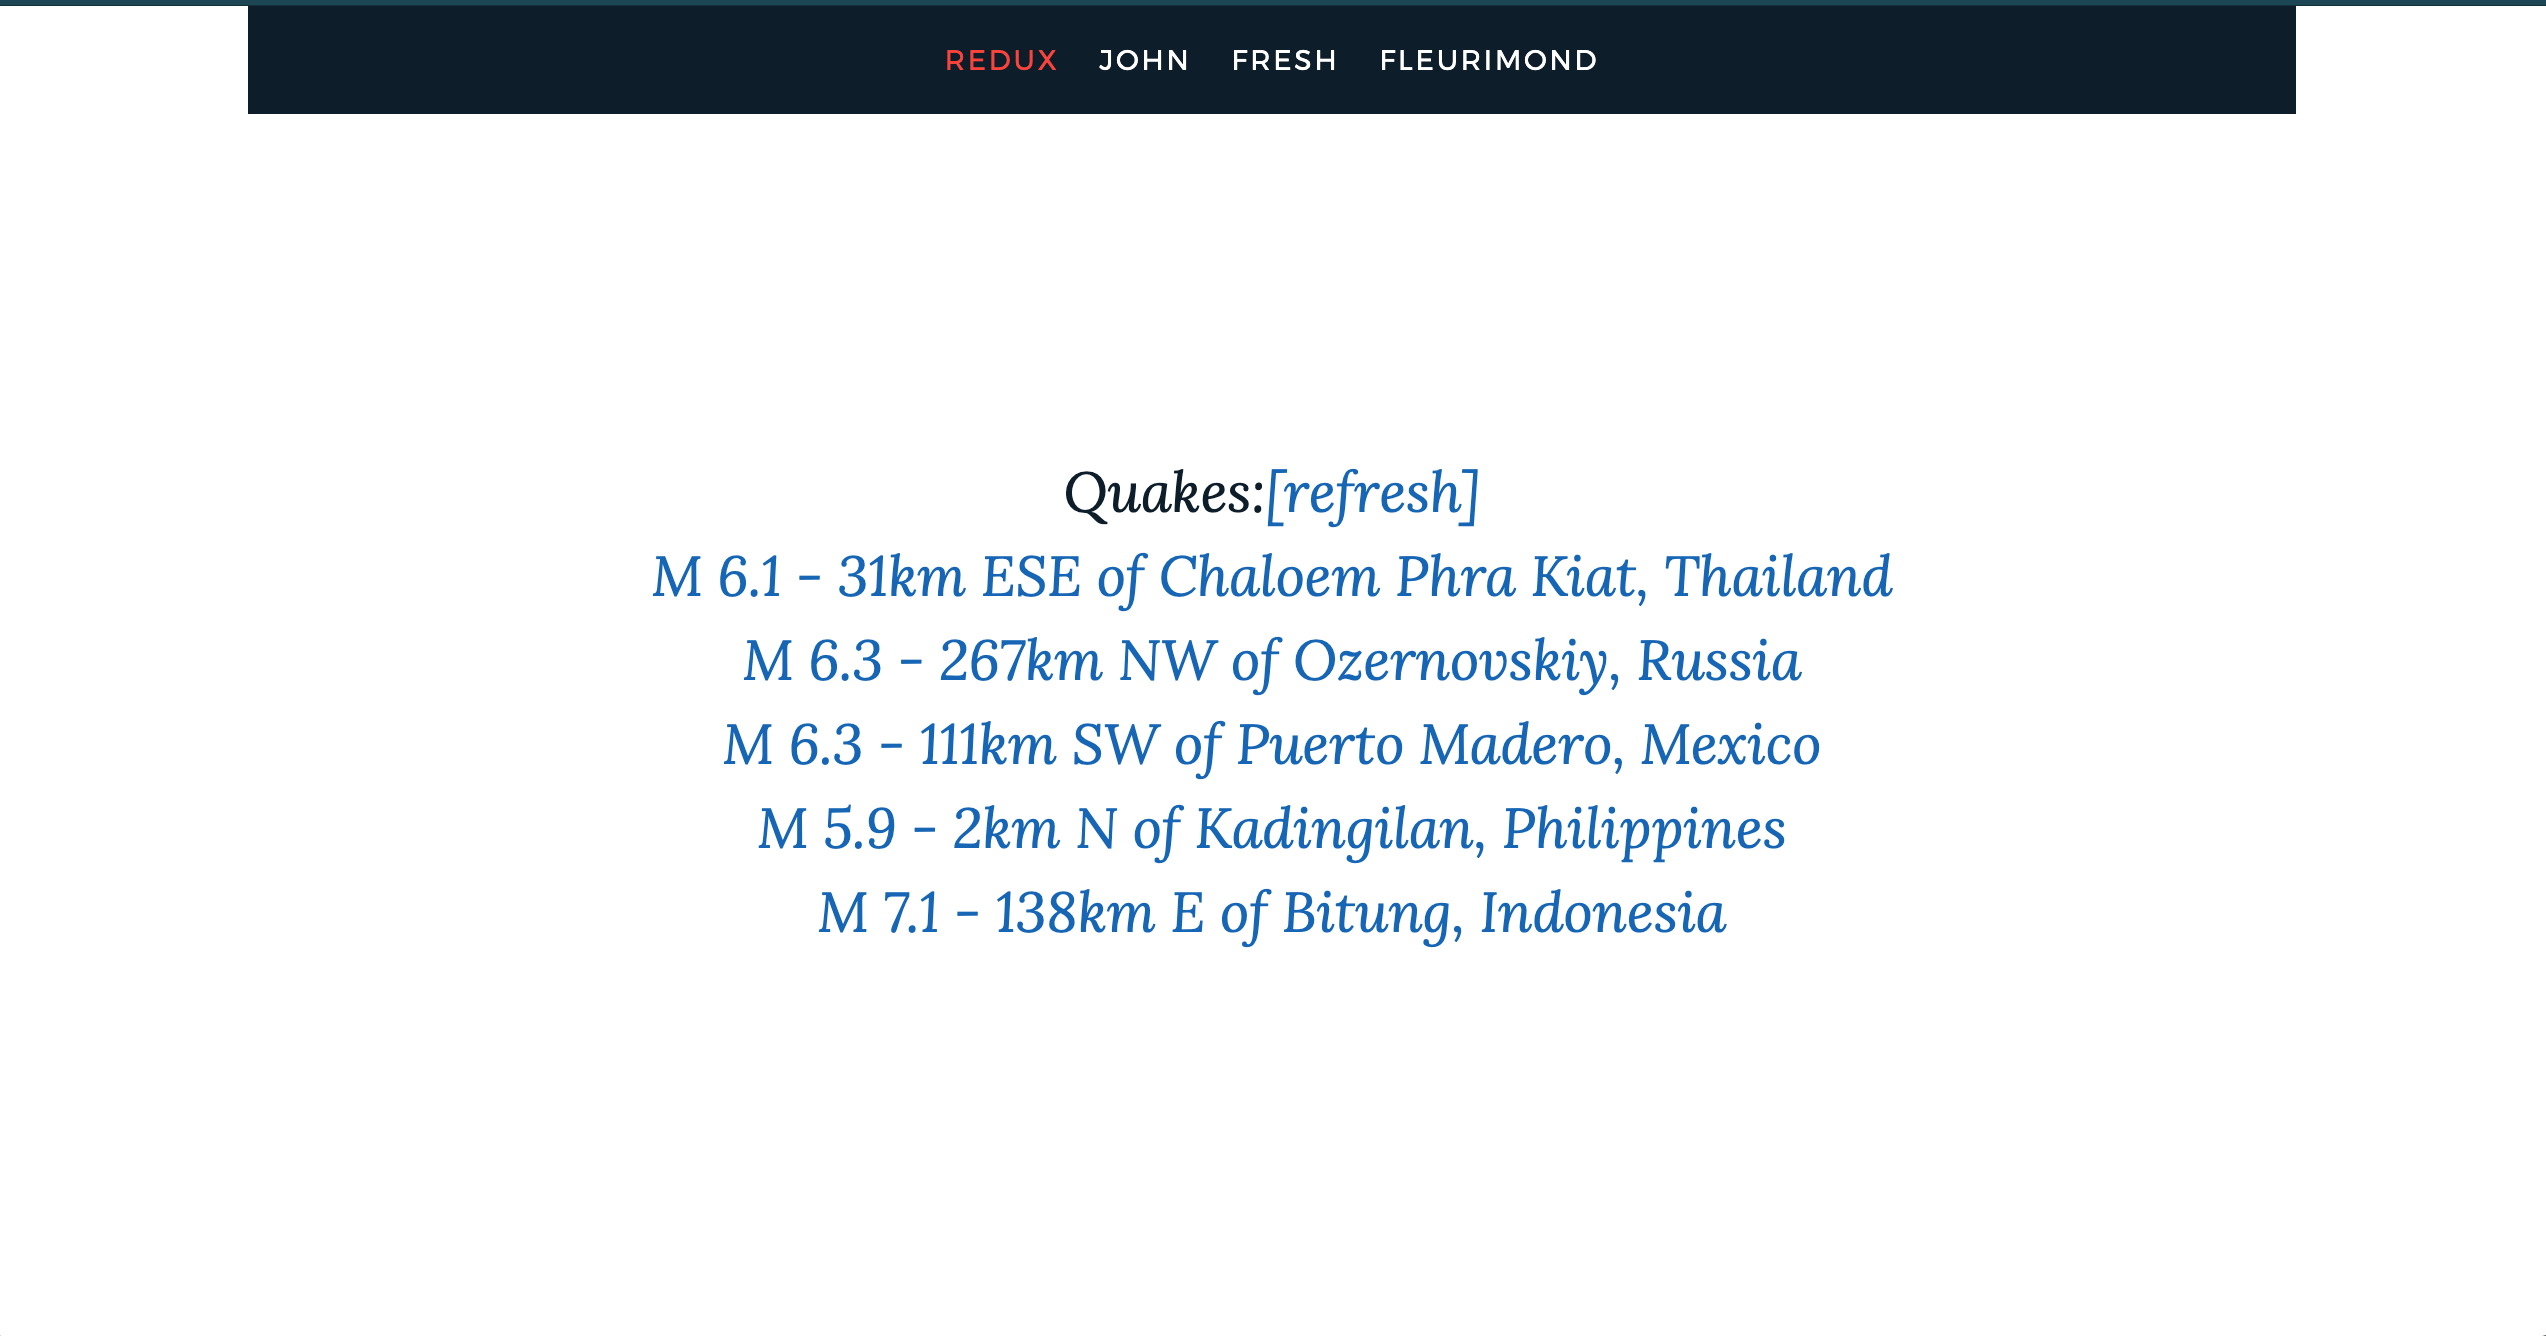 REDUX JOHN FRESH FLEURIMOND
Quakes:[refresh]
M 6.1 - 31km ESE of Chaloem Phra Kiat, Thailand
M 6.3 - 267km NW of Ozernovskiy, Russia
M 6.3 - 111km SW of Puerto Madero, Mexico
M 5.9 - 2km N of Kadingilan, Philippines
M 7.1 - 138km E of Bitung, Indonesia